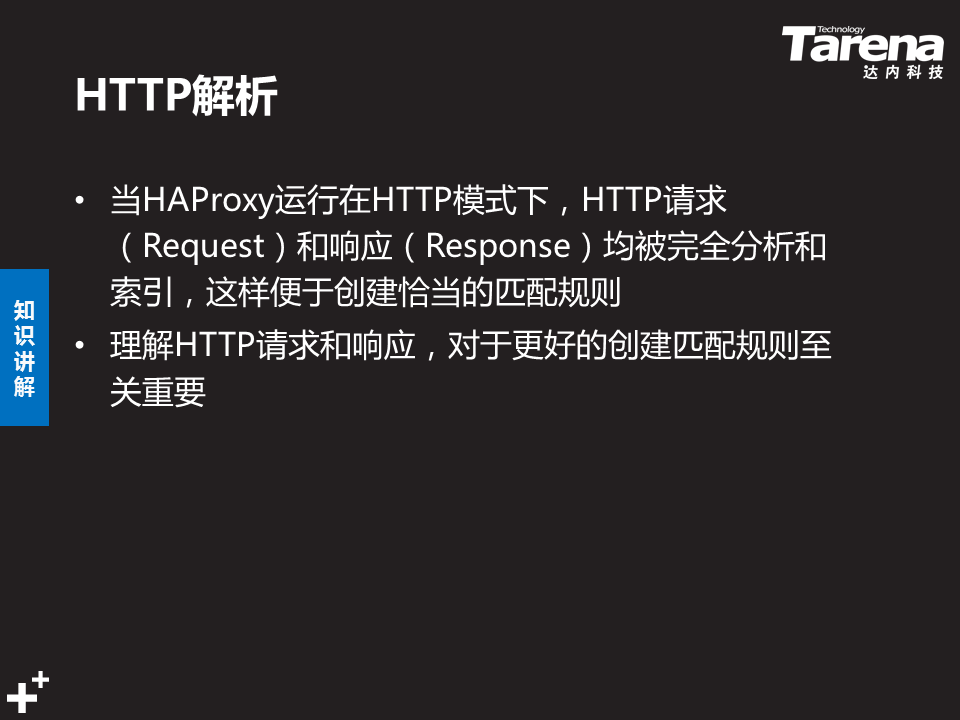 Technology
Tarena
达内科技
HTTP解析
• 当HAProxy运行在HTTP模式下，HTTP请求
（Request）和响应（Response）均被完全分析和
索引，这样便于创建恰当的匹配规则
• 理解HTTP请求和响应，对于更好的创建匹配规则至
关重要
知识讲解